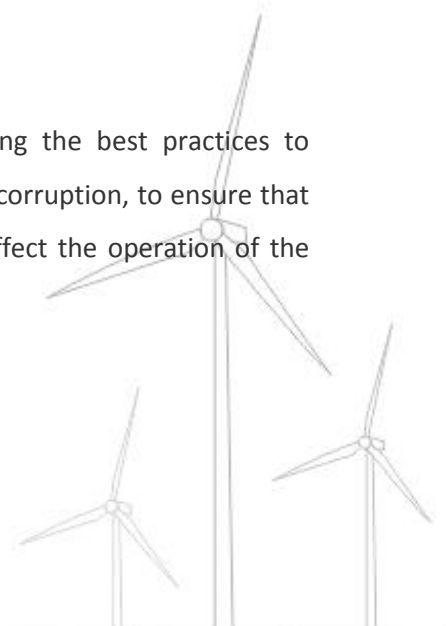 ng the best practices to
corruption, to ensure that
ffect the operation of the